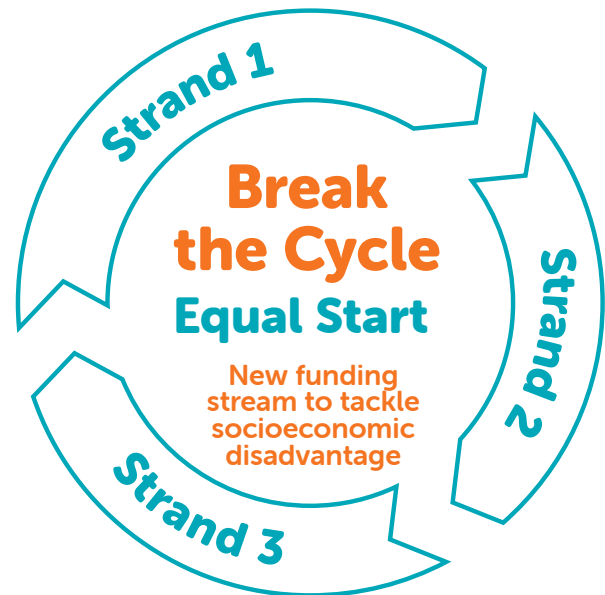 Strand 1
Break
the Cycle
Equal Start
New funding
stream to tackle
socioeconomic
disadvantage
Strand 2
Strand 3